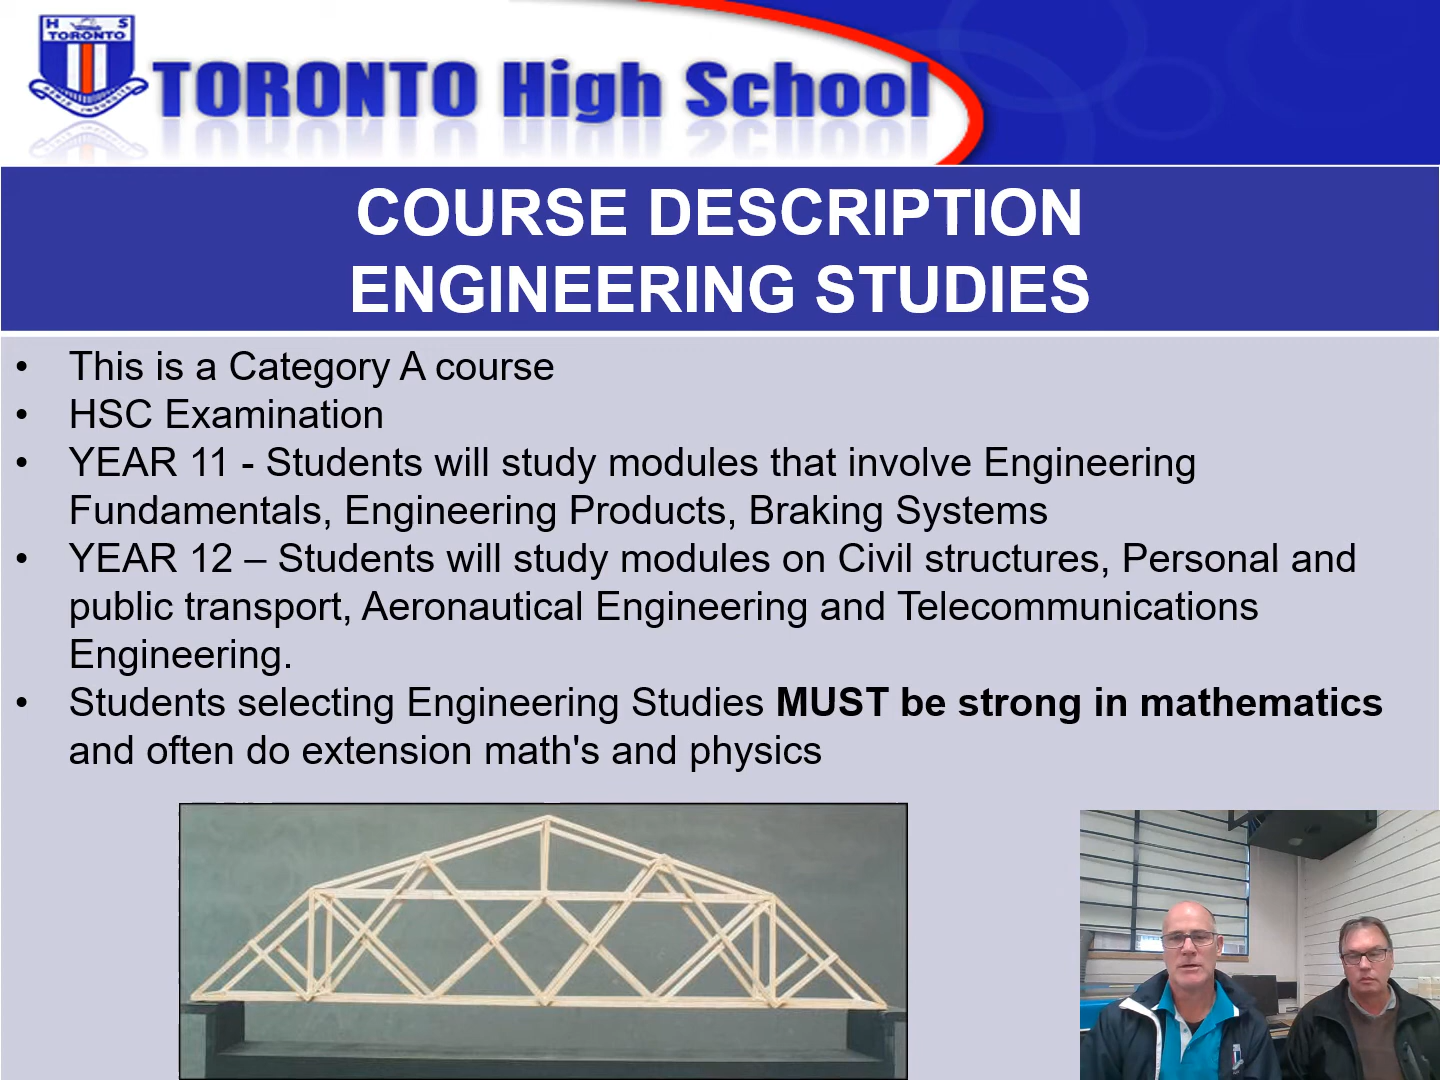 H S
TORONTO
TORONTO High School
COURSE DESCRIPTION
ENGINEERING STUDIES
• This is a Category A course
• HSC Examination
• YEAR 11 - Students will study modules that involve Engineering
Fundamentals, Engineering Products, Braking Systems
• YEAR 12 – Students will study modules on Civil structures, Personal and
public transport, Aeronautical Engineering and Telecommunications
Engineering.
• Students selecting Engineering Studies MUST be strong in mathematics
and often do extension math's and physics